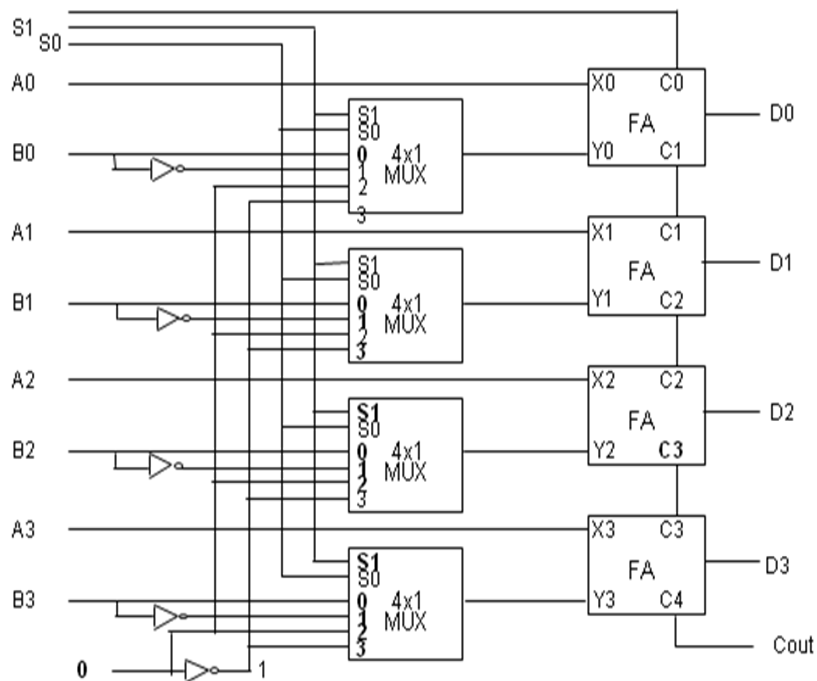 S1
S0
A0
X0 C0
D0
S1
S0
FA
B0
0 4x1
Y0 C1
1 MUX
2
3
A1
X1 C1
S1
S0
FA
D1
B1
0 4x1
Y1 C2
1 MUX
2
3
A2
X2 C2
S1
S0
FA
D2
B2
0 4x1
Y2 C3
1 MUX
2
3
A3
X3 C3
S1
S0
FA
D3
B3
0 4x1
Y3 C4
1 MUX
2
3
Cout
0 1